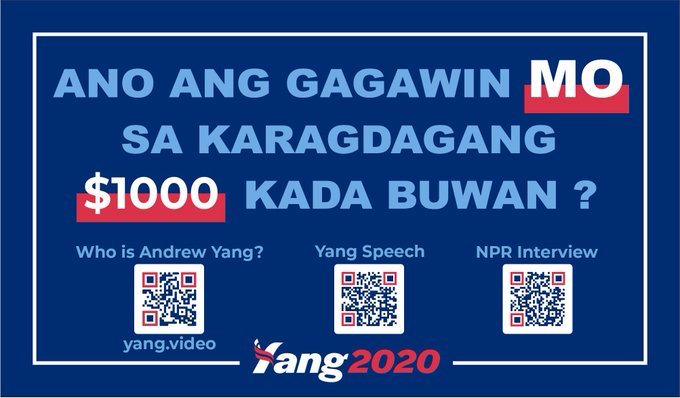 ANO ANG GAGAWIN MO
SA KARAGDAGANG
$1000 KADA BUWAN ?
Who is Andrew Yang?
Yang Speech
NPR Interview
yang.video
Yang2020